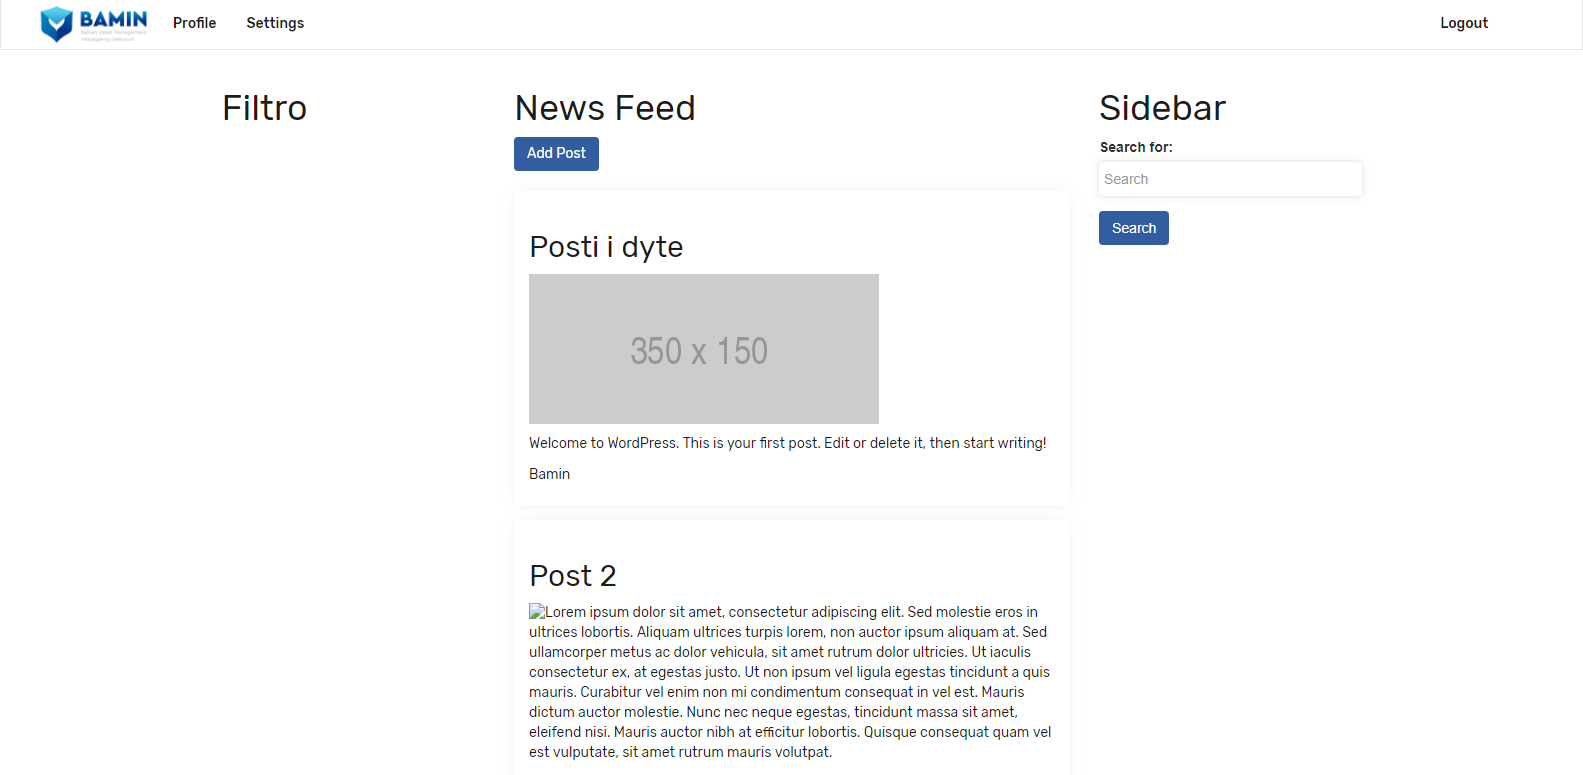 BAMIN
Balkan Asset Management
Interagency Network
Profile
Settings
Logout
Filtro
News Feed
Add Post
Posti i dyte
350 x 150
Welcome to WordPress. This is your first post. Edit or delete it, then start writing!
Bamin
Post 2
Lorem ipsum dolor sit amet, consectetur adipiscing elit. Sed molestie eros in
ultrices lobortis. Aliquam ultrices turpis lorem, non auctor ipsum aliquam at. Sed
ullamcorper metus ac dolor vehicula, sit amet rutrum dolor ultricies. Ut iaculis
consectetur ex, at egestas justo. Ut non ipsum vel ligula egestas tincidunt a quis
mauris. Curabitur vel enim non mi condimentum consequat in vel est. Mauris
dictum auctor molestie. Nunc nec neque egestas, tincidunt massa sit amet,
eleifend nisi. Mauris auctor nibh at efficitur lobortis. Quisque consequat quam vel
est vulputate, sit amet rutrum mauris volutpat.
Sidebar
Search for:
Search
Search